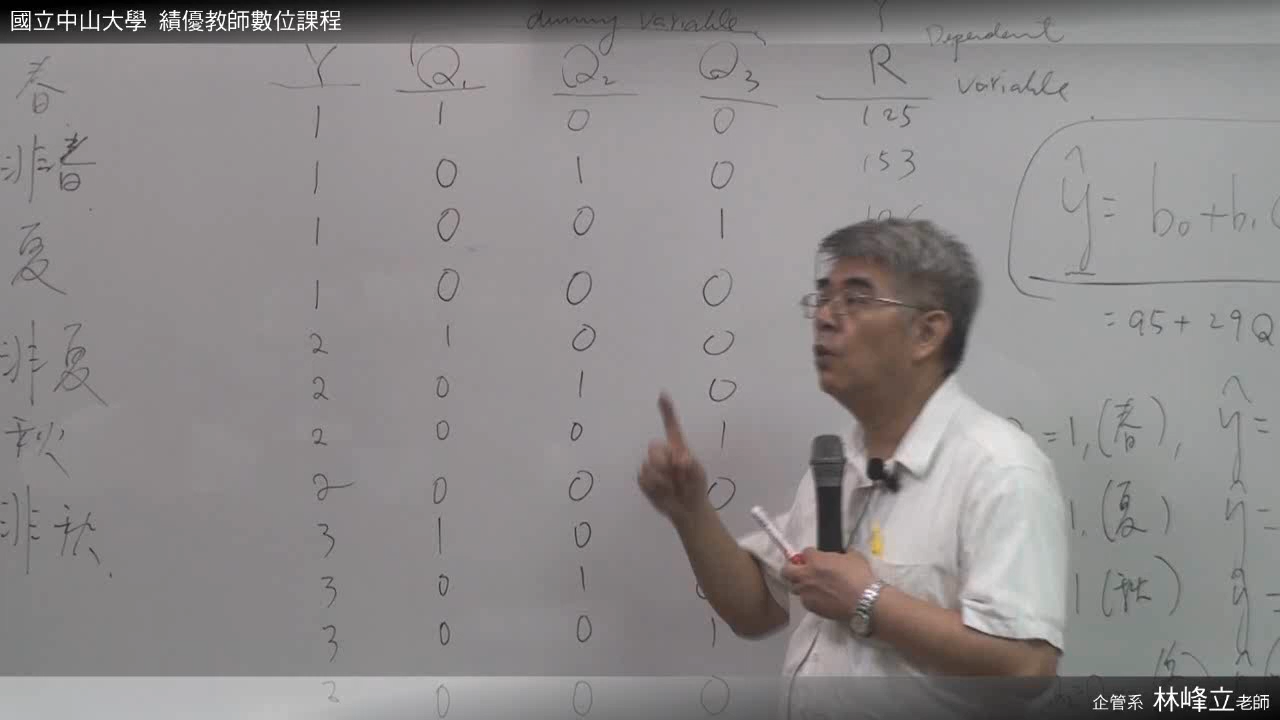 國立中山大學 績優教師數位課程
dummy variable
Y Dependent
variable
Y Q1 Q2 Q3 R
1 1 0 0 125
1 0 1 0 153
1 0 0 1
1 0 0 0
2 1 0 0
2 0 1 0
2 0 0 1
2 0 0 0
3 1 0
3 0 1
3 0 0 1
3 0 0 0
春
非春
夏
非夏
秋
非秋
ŷ = b0 + b1
= 95 + 29Q
= 1, (春), ŷ =
1, (夏) ŷ =
1 (秋) ŷ
企管系 林峰立老師